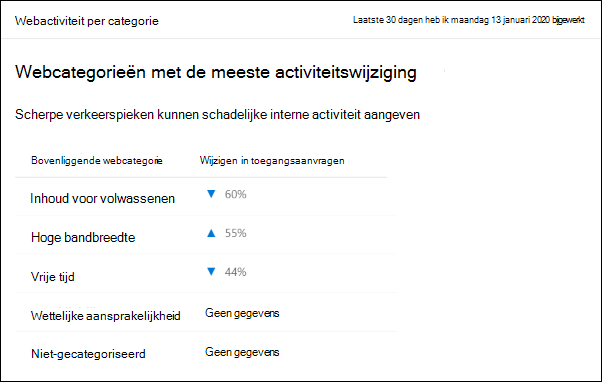 Webactiviteit per categorie
Laatste 30 dagen heb ik maandag 13 januari 2020 bijgewerkt
Webcategorieën met de meeste activiteitswijziging
Scherpe verkeerspieken kunnen schadelijke interne activiteit aangeven
Bovenliggende webcategorie Wijzigen in toegangsaanvragen
Inhoud voor volwassenen ▼ 60%
Hoge bandbreedte ▲ 55%
Vrije tijd ▼ 44%
Wettelijke aansprakelijkheid Geen gegevens
Niet-gecategoriseerd Geen gegevens